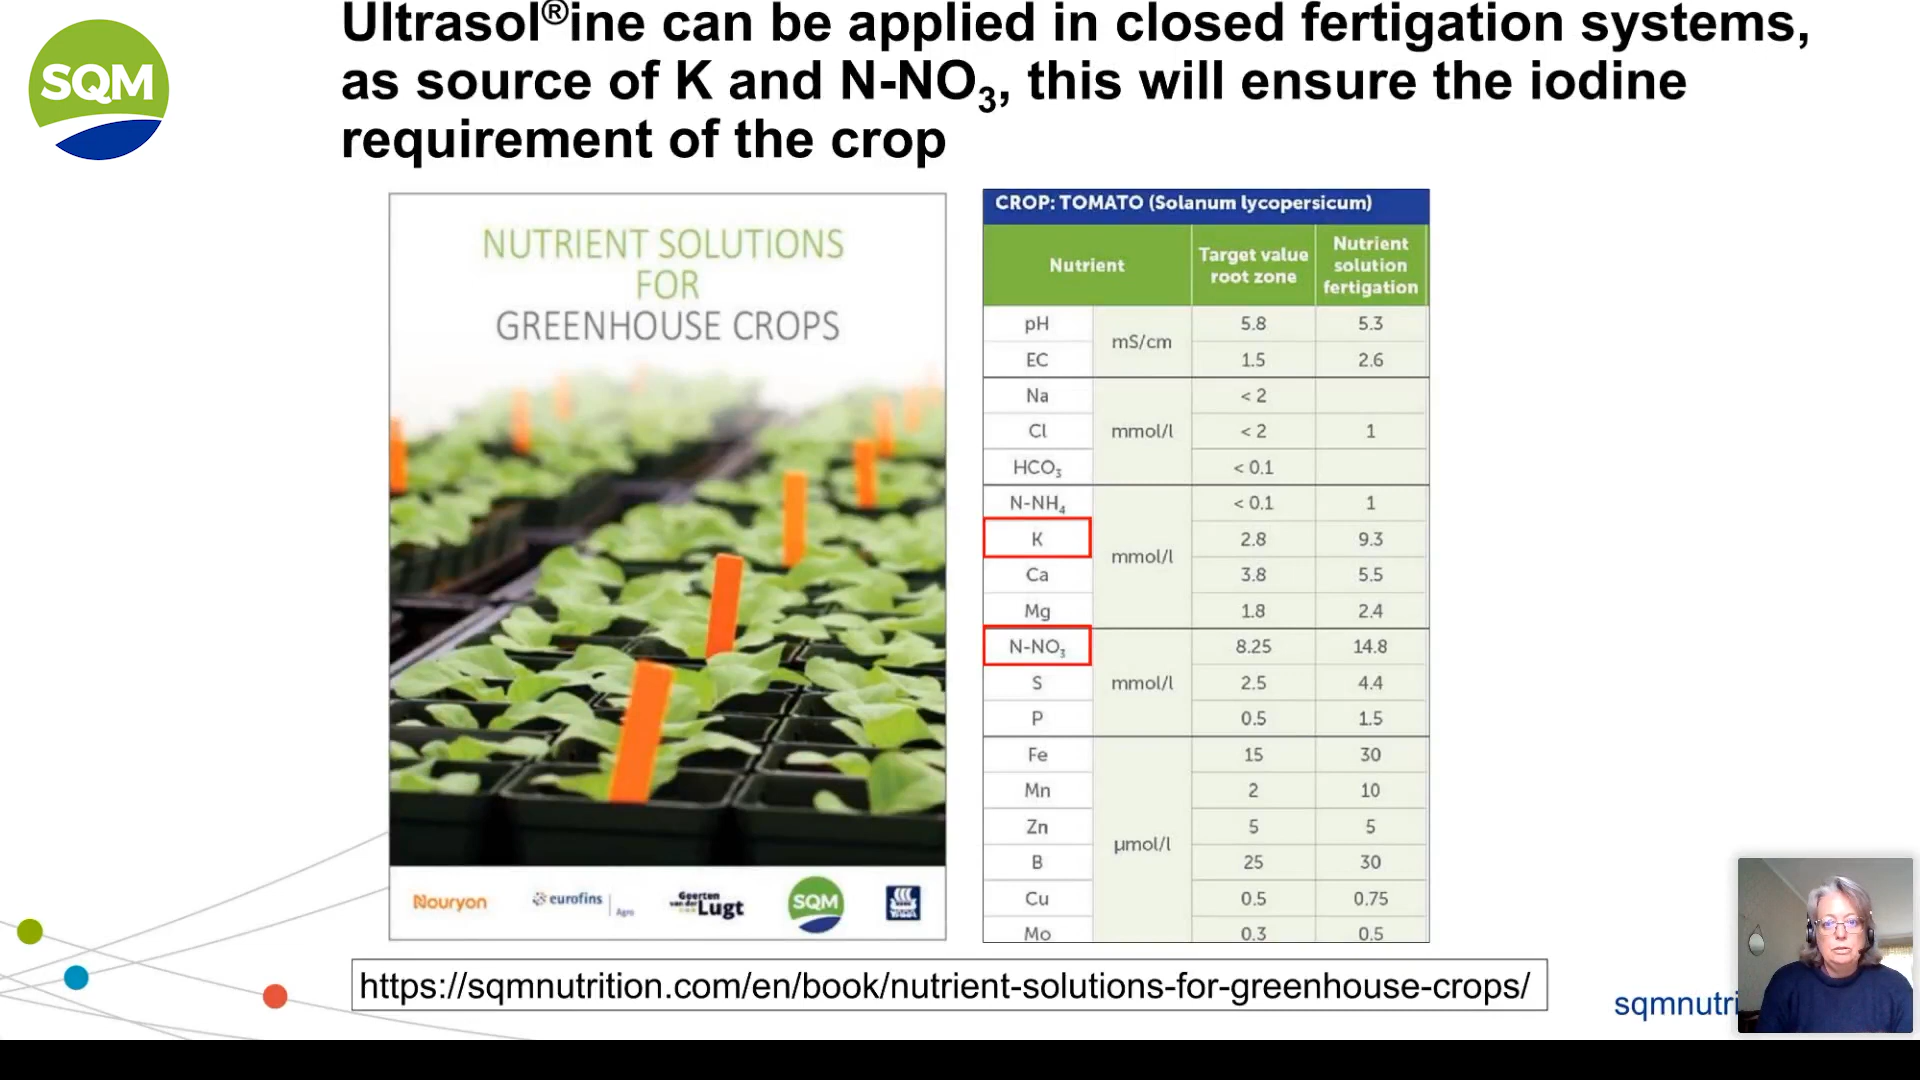 Ultrasol®ine can be applied in closed fertigation systems,
as source of K and N-NO₃, this will ensure the iodine
requirement of the crop
SQM
NUTRIENT SOLUTIONS
FOR
GREENHOUSE CROPS
Nouryon
eurofins
Agro
Geerten
van der
Lugt
SQM
CROP: TOMATO (Solanum lycopersicum)
Nutrient Target value root zone Nutrient solution fertigation
pH mS/cm 5.8 5.3
EC 1.5 2.6
Na mmol/l < 2
Cl < 2 1
HCO₃ < 0.1
N-NH₄ mmol/l < 0.1 1
K 2.8 9.3
Ca 3.8 5.5
Mg 1.8 2.4
N-NO₃ mmol/l 8.25 14.8
S 2.5 4.4
P 0.5 1.5
Fe µmol/l 15 30
Mn 2 10
Zn 5 5
B 25 30
Cu 0.5 0.75
Mo 0.3 0.5
https://sqmnutrition.com/en/book/nutrient-solutions-for-greenhouse-crops/
sqmnutri